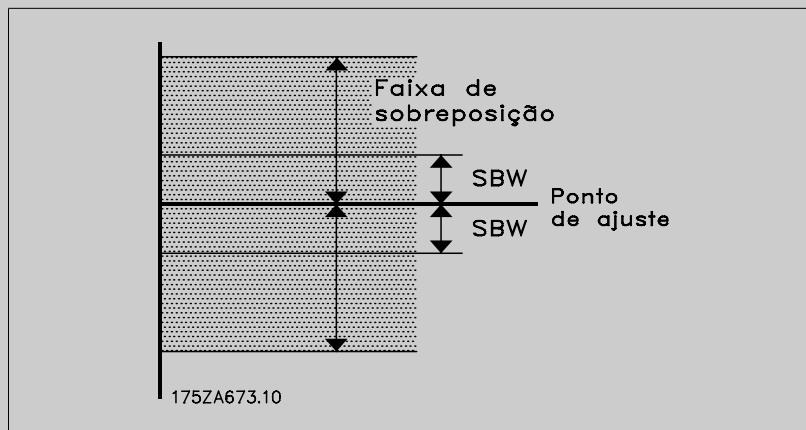 Faixa de
sobreposição
SBW
Ponto
de ajuste
SBW
175ZA673.10